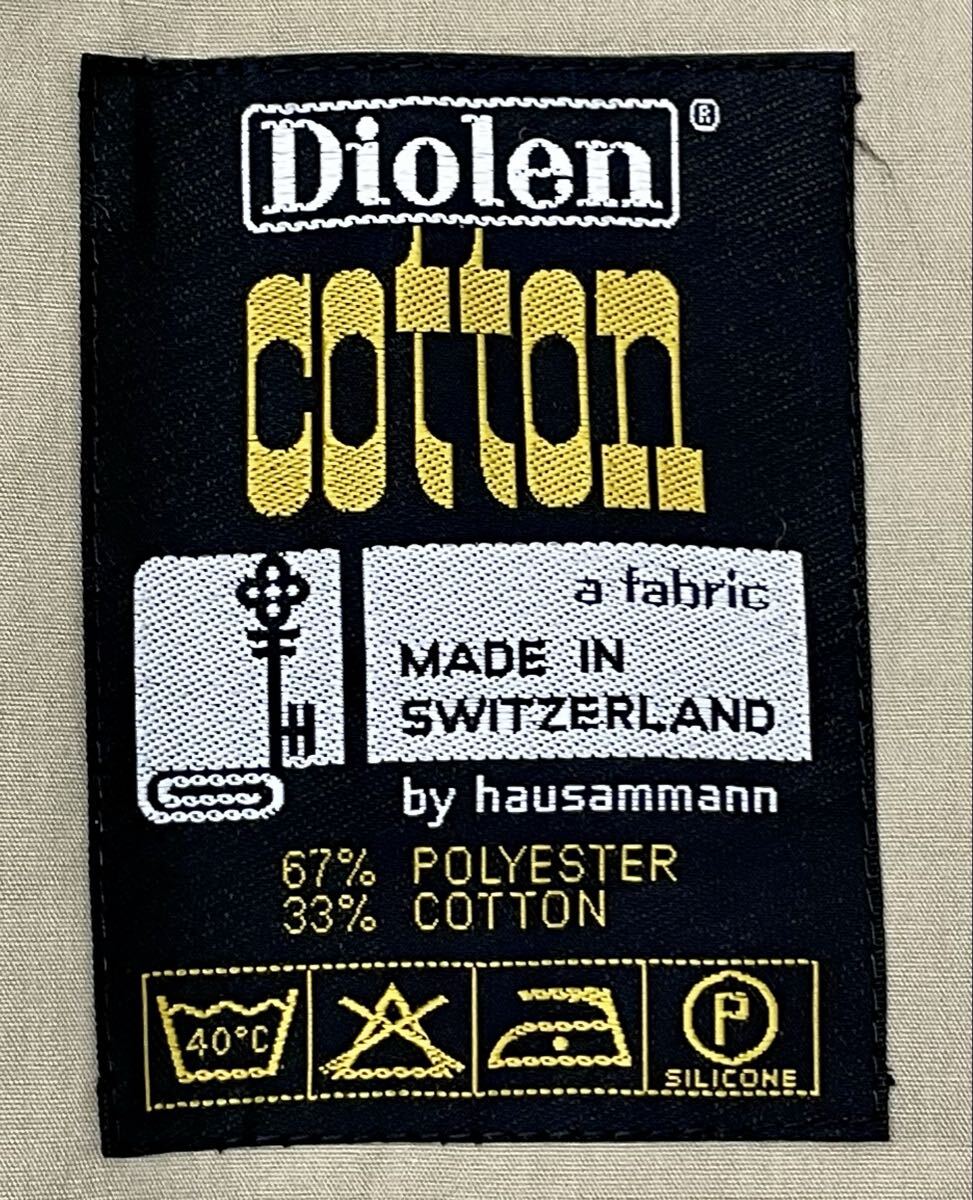 Diolen ®
cotton
a fabric
MADE IN
SWITZERLAND
H
by hausammann
67% POLYESTER
33% COTTON
40°C
P
SILICONE